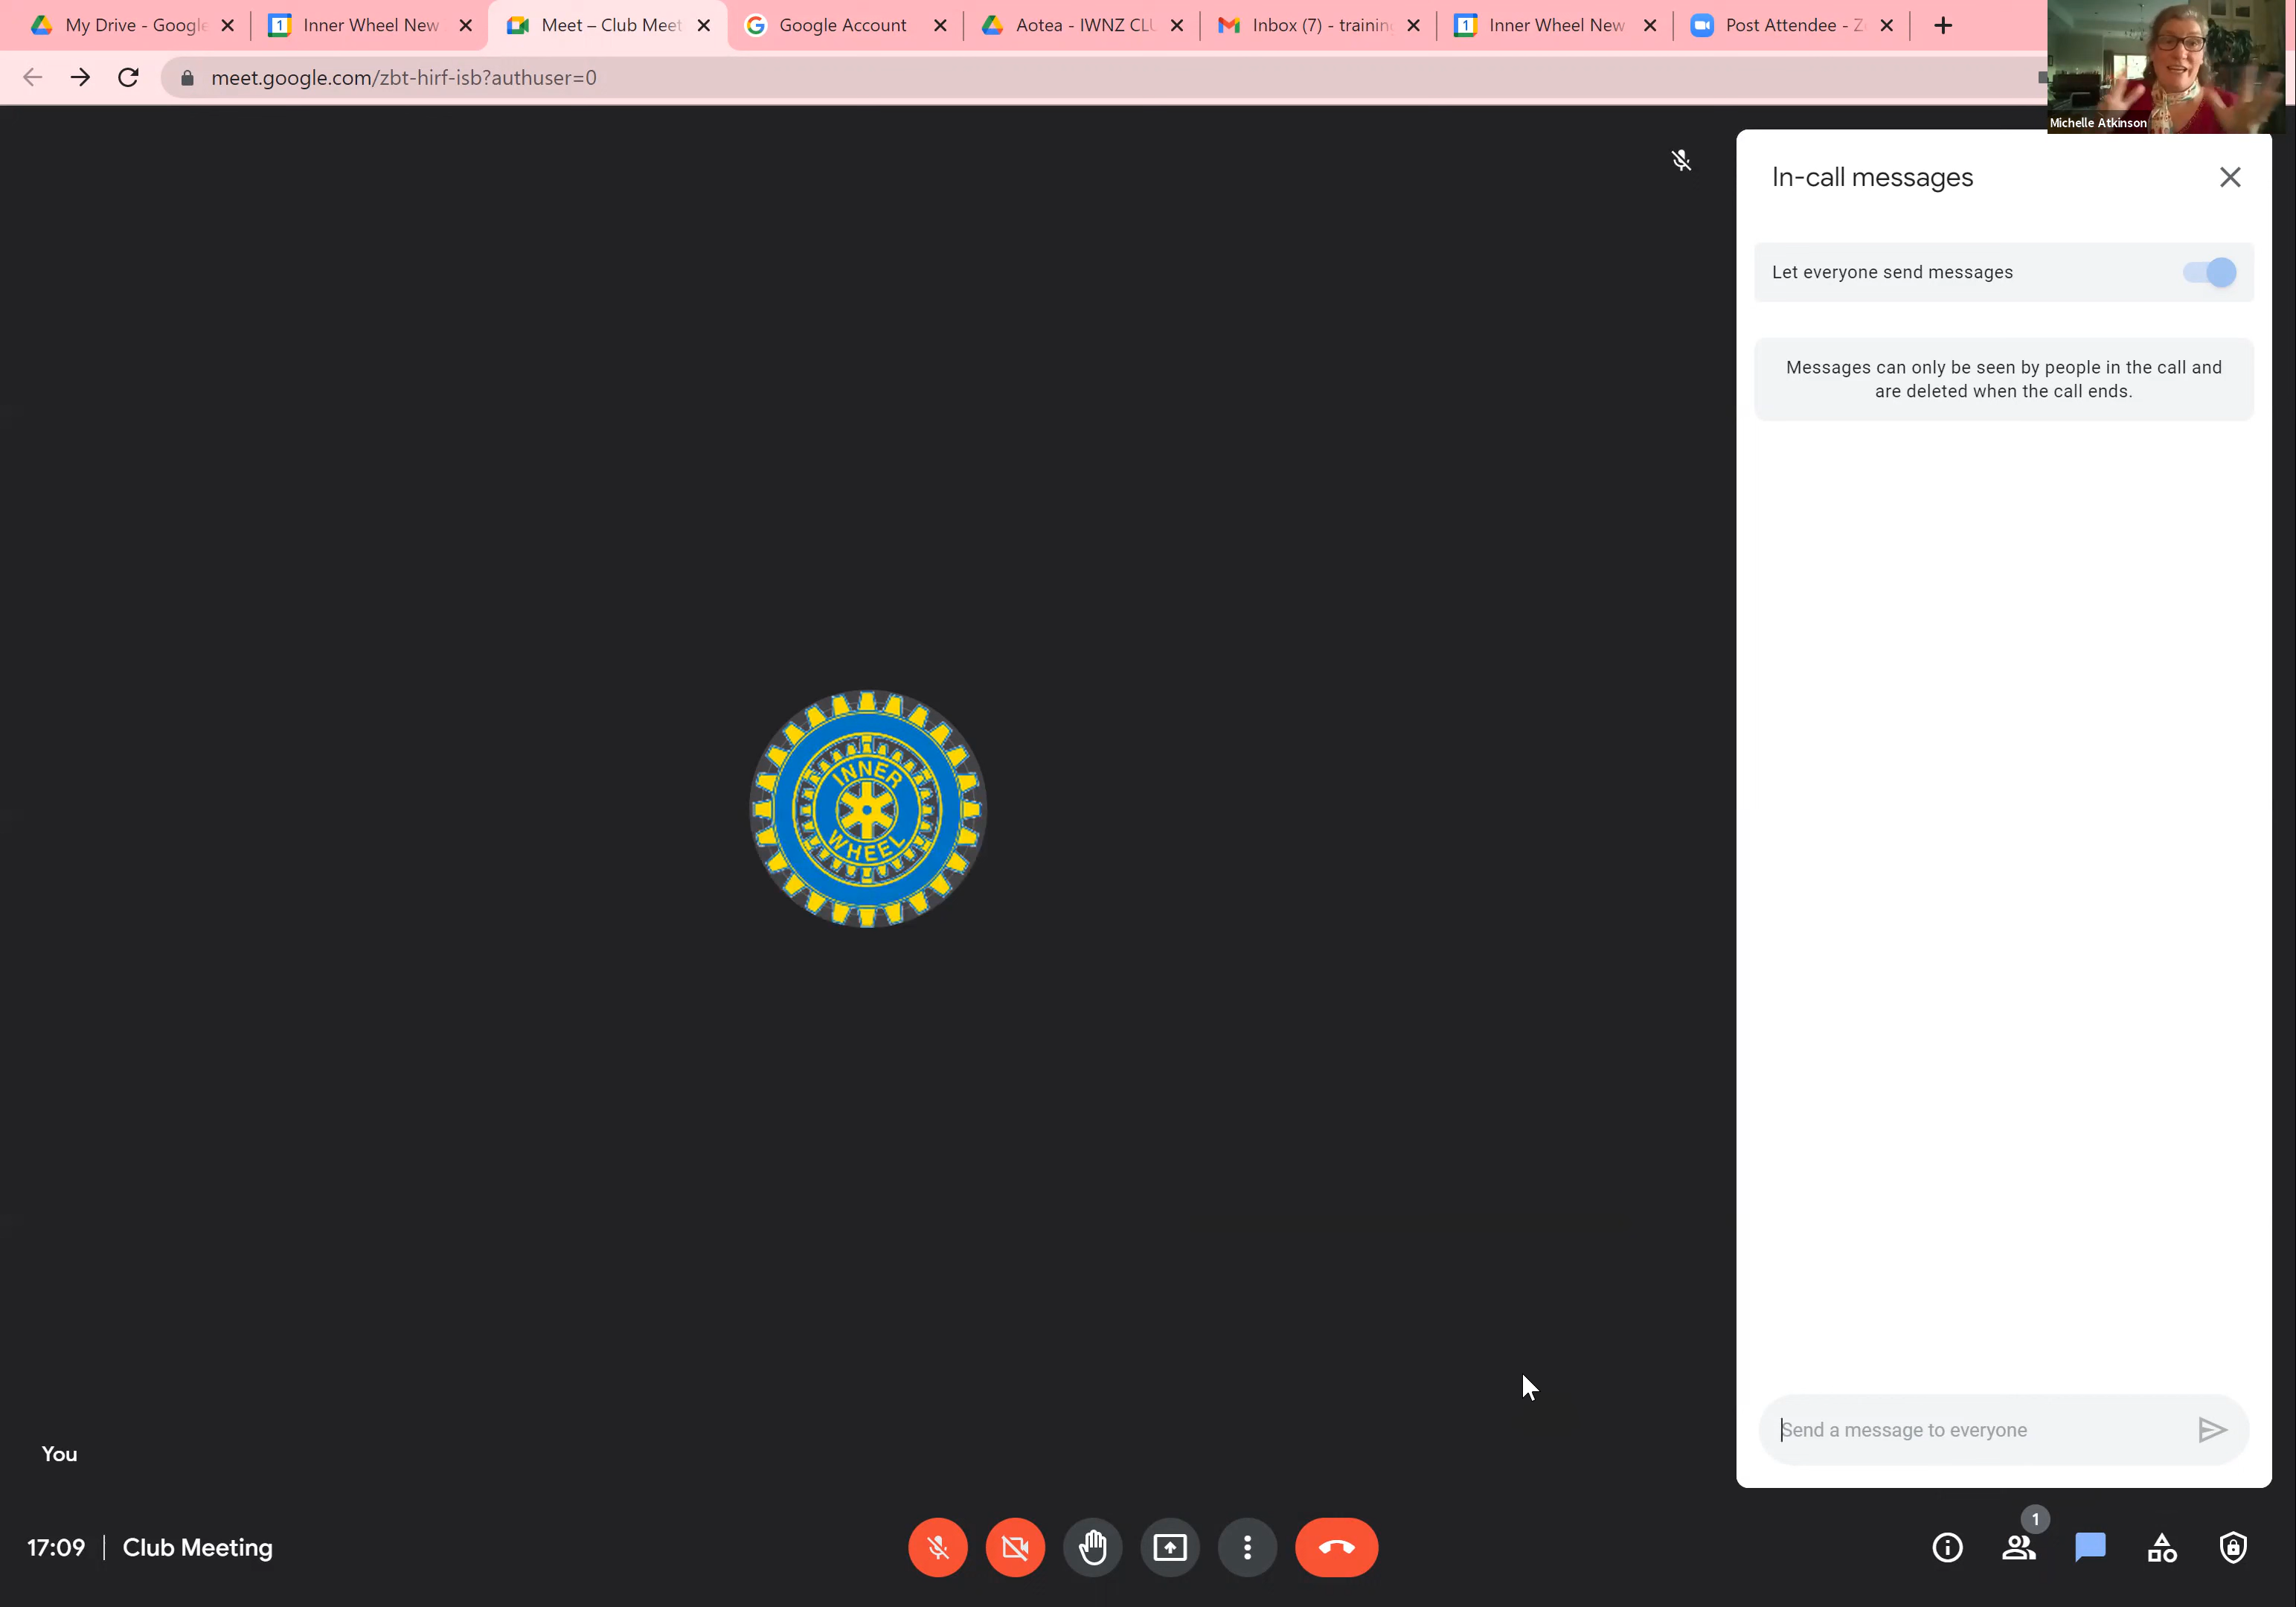 My Drive - Google
Inner Wheel New
Meet – Club Meet
Google Account
Aotea - IWNZ CLU
Inbox (7) - training
Inner Wheel New
Post Attendee - Z
meet.google.com/zbt-hirf-isb?authuser=0
Michelle Atkinson
In-call messages
Let everyone send messages
Messages can only be seen by people in the call and
are deleted when the call ends.
INNER
WHEEL
Send a message to everyone
You
1
17:09 | Club Meeting